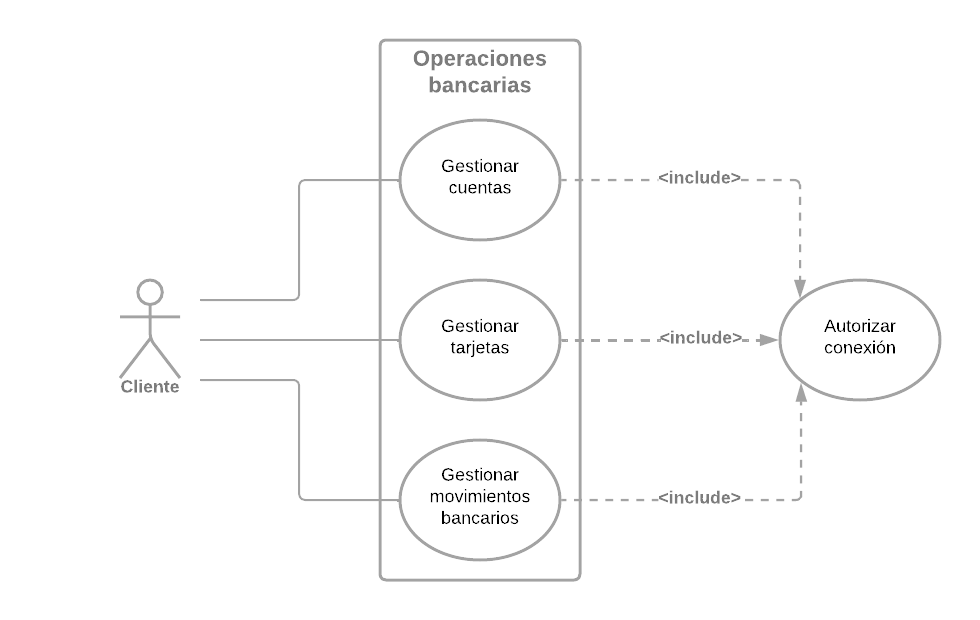 Operaciones
bancarias
Gestionar
cuentas
<include>
Gestionar
tarjetas
<include>
Autorizar
conexión
Cliente
Gestionar
movimientos
bancarios
<include>